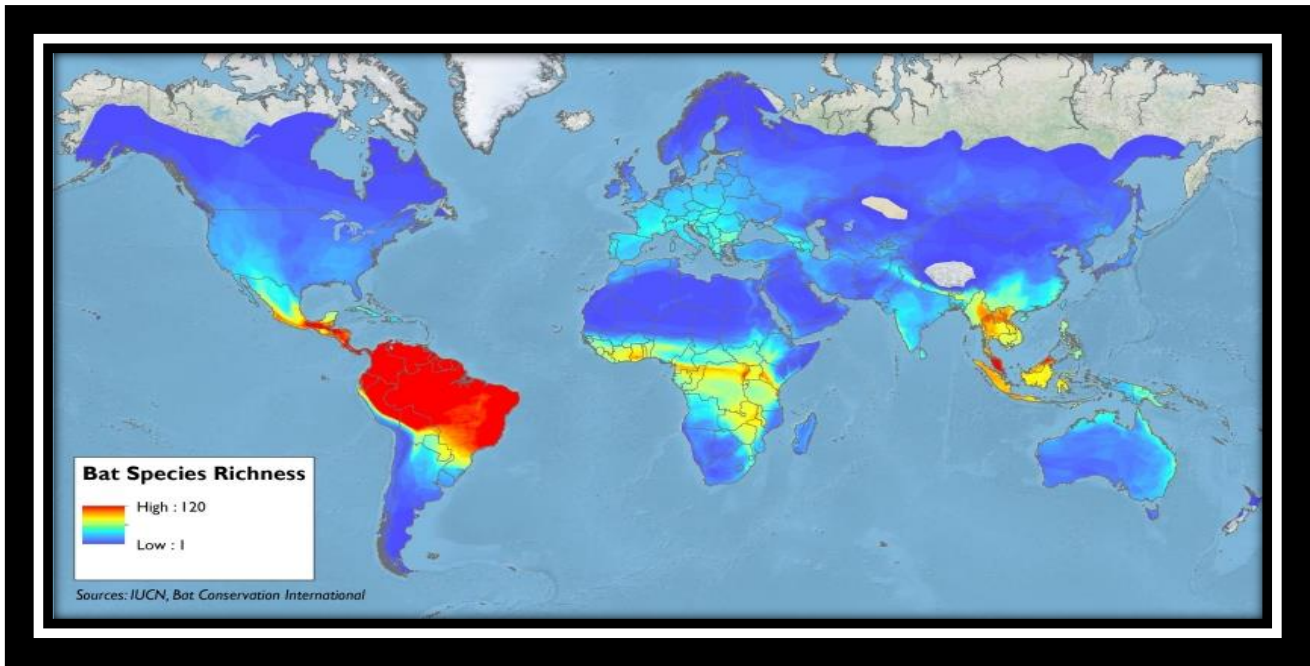 Bat Species Richness
High : 120
Low : 1
Sources: IUCN, Bat Conservation International